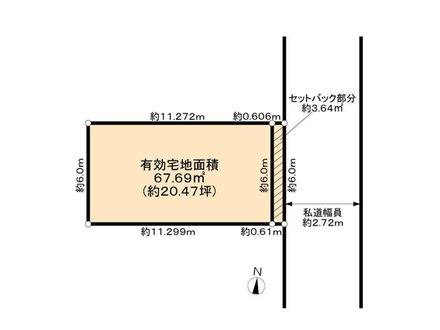 セットバック部分
約3.64㎡
約11.272m
約0.606m
約6.0m
有効宅地面積
67.69㎡
(約20.47坪)
約6.0m
約6.0m
私道幅員
約2.72m
約11.299m
約0.61m
N